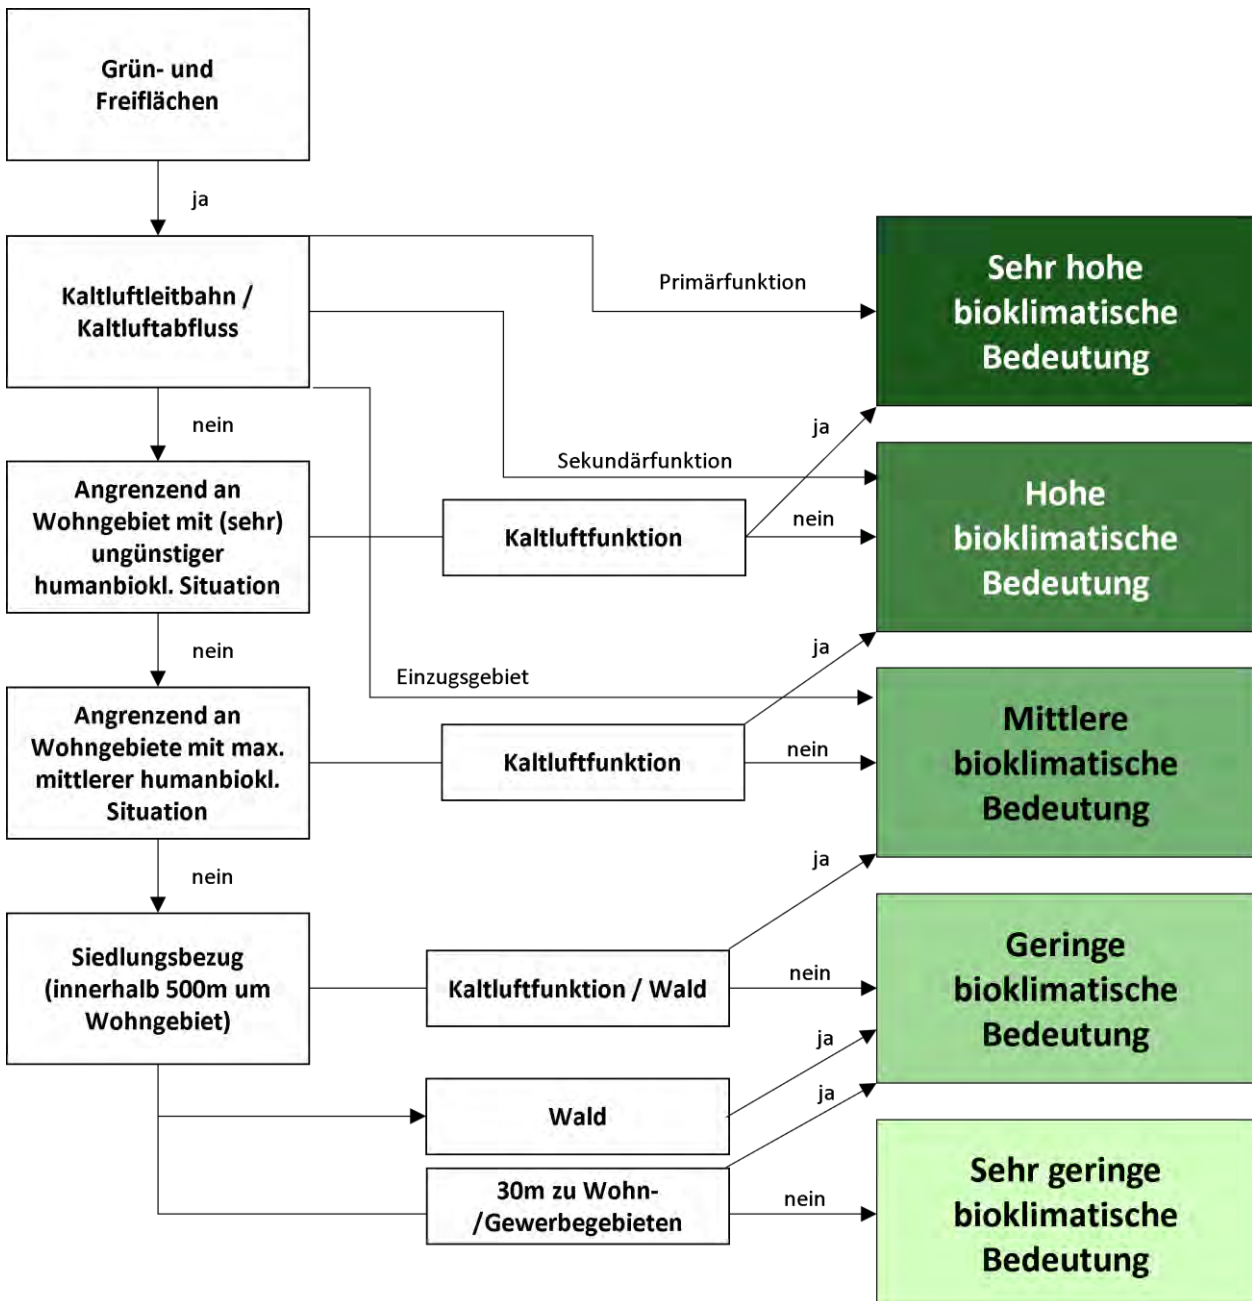 Grün- und
Freiflächen
ja
Kaltluftleitbahn /
Kaltluftabfluss
Primärfunktion
Sehr hohe
bioklimatische
Bedeutung
nein
ja
Sekundärfunktion
Angrenzend an
Wohngebiet mit (sehr)
ungünstiger
humanbiokl. Situation
Kaltluftfunktion
nein
Hohe
bioklimatische
Bedeutung
nein
ja
Einzugsgebiet
Angrenzend an
Wohngebiete mit max.
mittlerer humanbiokl.
Situation
Kaltluftfunktion
nein
Mittlere
bioklimatische
Bedeutung
nein
ja
Siedlungsbezug
(innerhalb 500m um
Wohngebiet)
Kaltluftfunktion / Wald
nein
Geringe
bioklimatische
Bedeutung
ja
Wald
ja
30m zu Wohn-
/Gewerbegebieten
nein
Sehr geringe
bioklimatische
Bedeutung